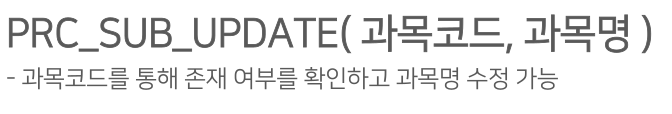 PRC_SUB_UPDATE( 과목코드, 과목명 )
- 과목코드를 통해 존재 여부를 확인하고 과목명 수정 가능